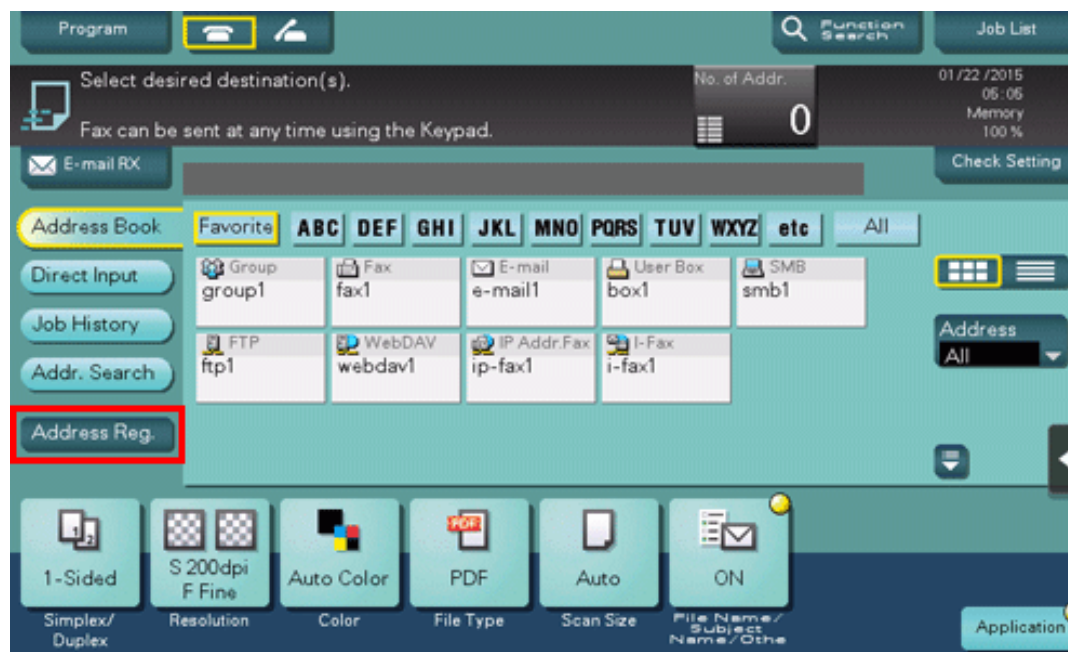 Program
Function
Search
Job List
Select desired destination(s).
No. of Addr.
0
01/22 /2015
05:05
Memory
100 %
Fax can be sent at any time using the Keypad.
E-mail RX
Check Setting
Address Book
Favorite ABC DEF GHI JKL MNO PQRS TUV WXYZ etc All
Direct Input
Group
group1
Fax
fax1
E-mail
e-mail1
User Box
box1
SMB
smb1
Job History
FTP
ftp1
WebDAV
webdav1
IP Addr.Fax
ip-fax1
I-Fax
i-fax1
Address
All
Addr. Search
Address Reg.
1
2
1-Sided
Simplex/
Duplex
S 200dpi
F Fine
Resolution
Auto Color
Color
PDF
PDF
File Type
Auto
Scan Size
ON
File Name/
Subject
Name/Othe
Application